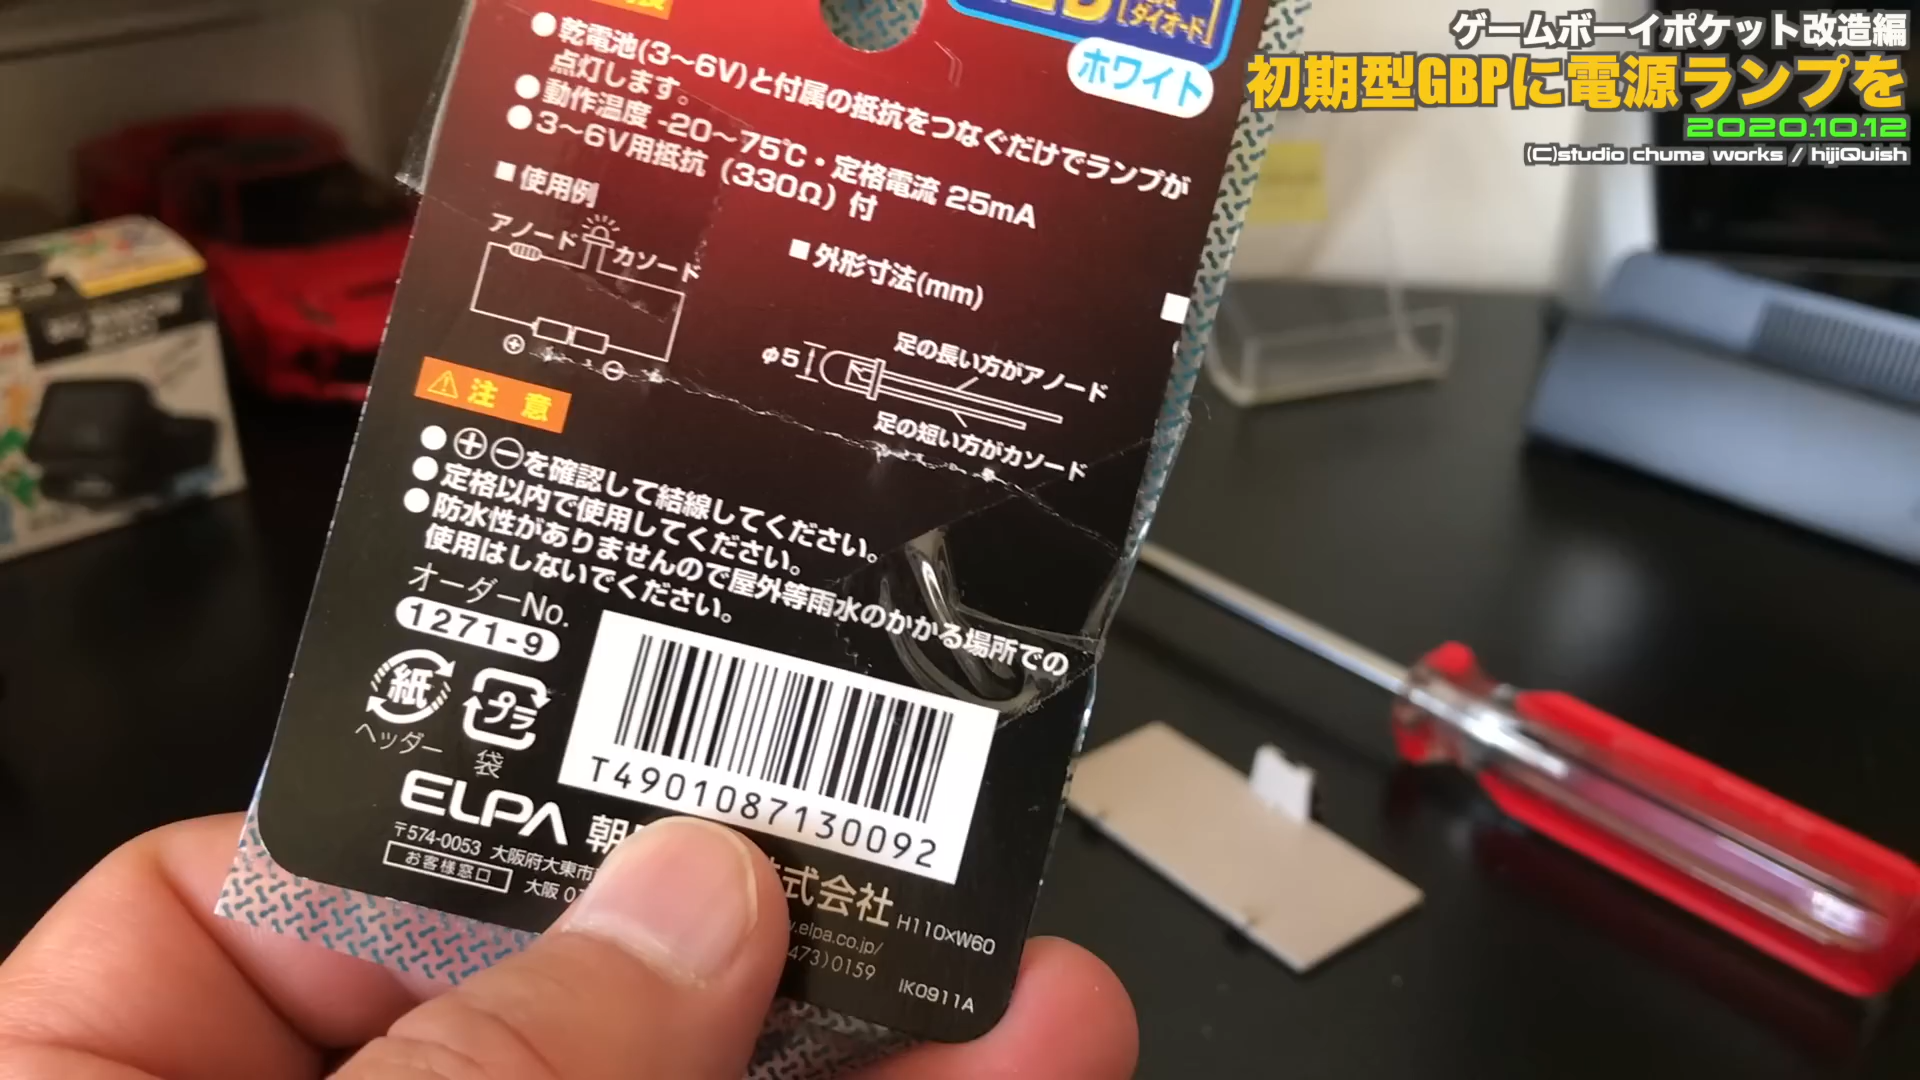 ゲームボーイポケット改造編
初期型GBPに電源ランプを
2020.10.12
(C)studio chuma works / hijiQuish
ダイオード]
ホワイト
●乾電池(3～6V)と付属の抵抗をつなぐだけでランプが
点灯します。
●動作温度 -20～75℃・定格電流 25mA
●3～6V用抵抗（330Ω）付
■使用例
アノード
カソード
⊕
⊖
■外形寸法(mm)
φ5
足の長い方がアノード
足の短い方がカソード
⚠注 意
●⊕⊖を確認して結線してください。
●定格以内で使用してください。
●防水性がありませんので屋外等雨水のかかる場所での
使用はしないでください。
オーダーNo.
1271-9
紙
プラ
ヘッダー
袋
T4901087130092
ELPA 朝
式会社
〒574-0053 大阪府大東市
お客様窓口
大阪
H110×W60
.elpa.co.jp/
473)0159
IK0911A